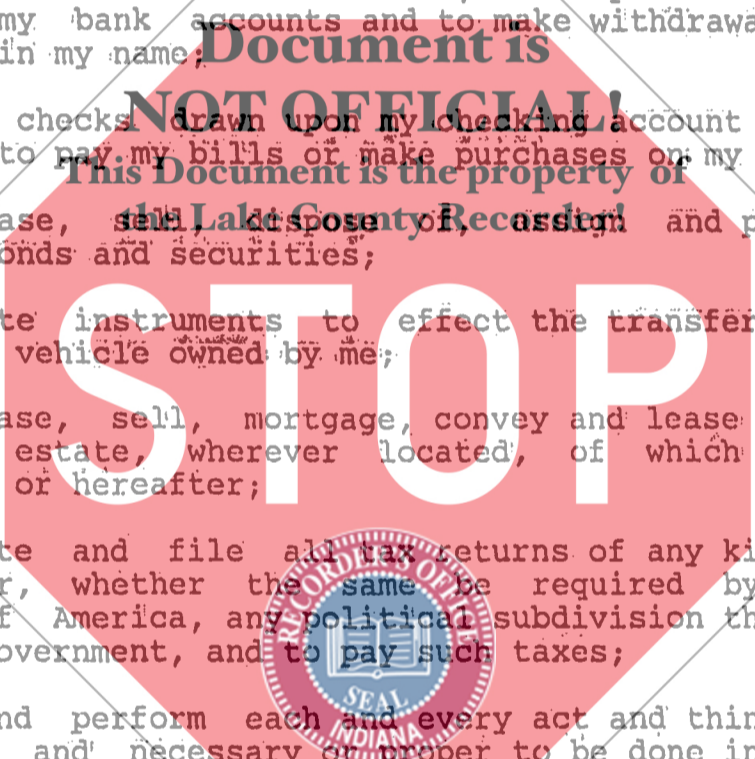 my bank accounts and to make withdrawa
in my name;
Document is
NOT OFFICIAL!
checks drawn upon my checking account
to pay my bills or make purchases on my
This Document is the property of
the Lake County Recorder!
ase, sell, dispose of, assign and p
onds and securities;
STOP
te instruments to effect the transfer
vehicle owned by me;
ase, sell, mortgage, convey and lease
estate, wherever located, of which
or hereafter;
te and file all tax returns of any ki
r, whether the same be required by
f America, any political subdivision th
overnment, and to pay such taxes;
RECORDER'S OFFICE
SEAL
INDIANA
nd perform each and every act and thin
and necessary or proper to be done in